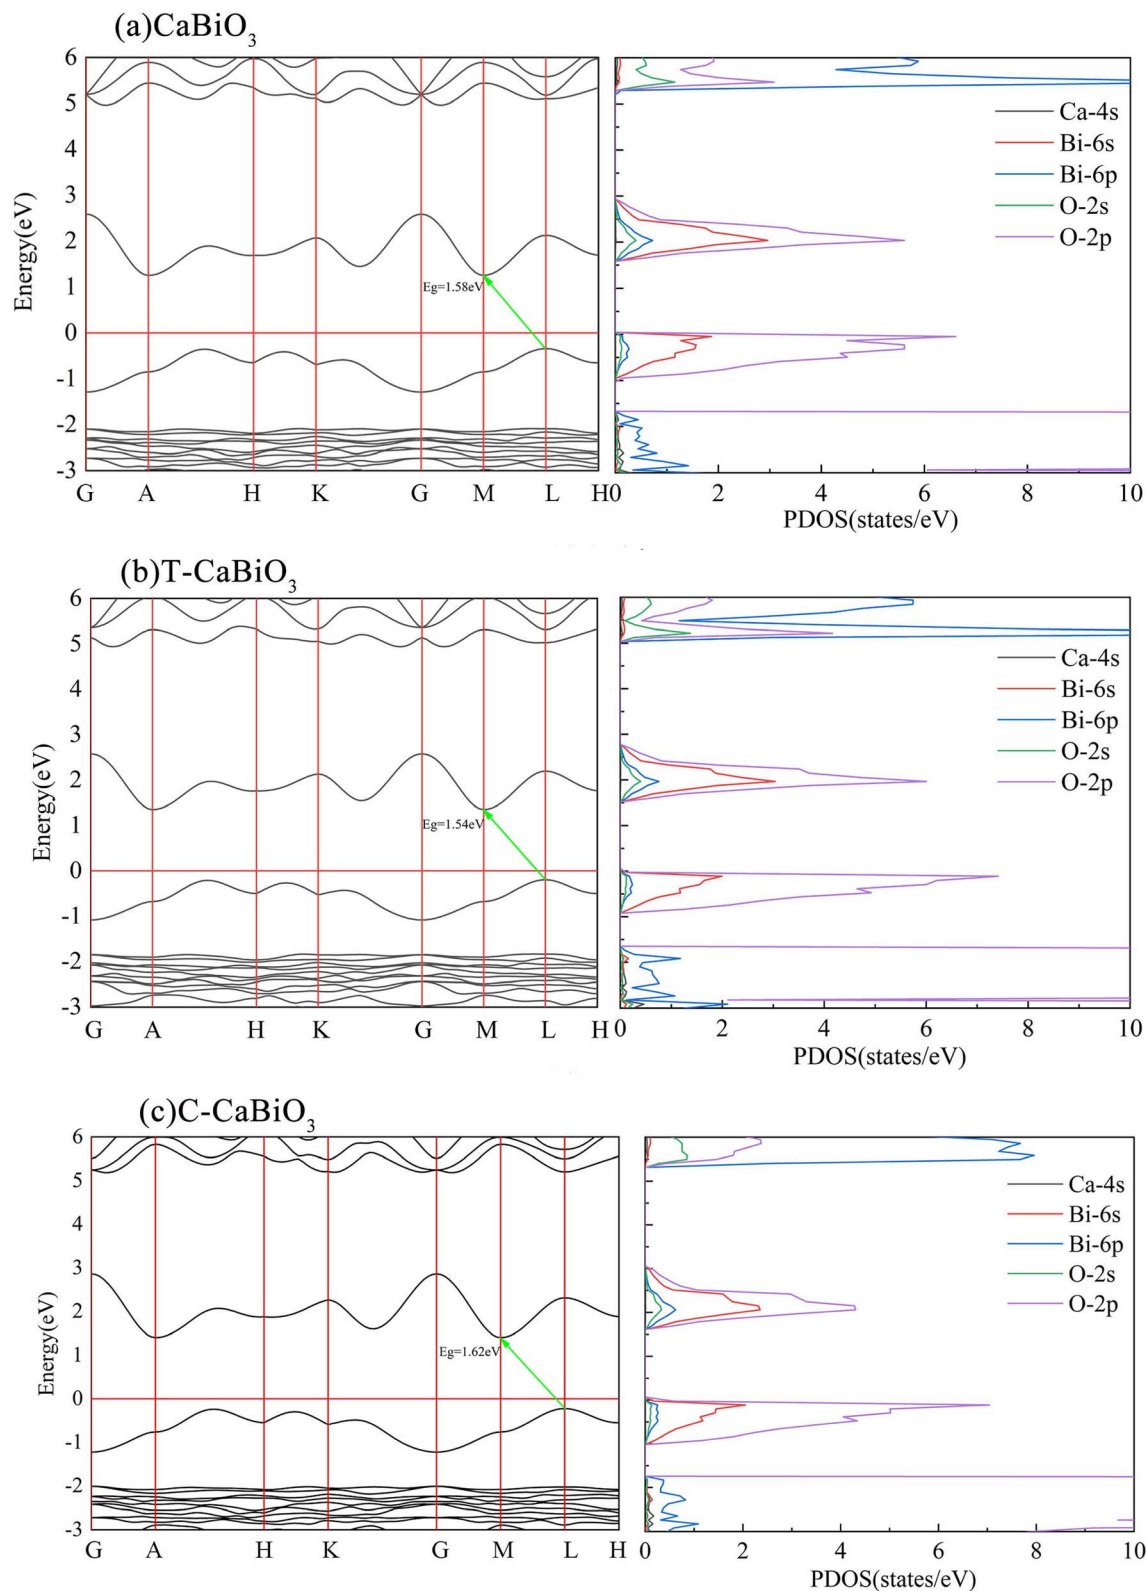 (a)CaBiO3
6
5
4
3
2
1
0
-1
-2
-3
Energy(eV)
Eg=1.58eV
G A H K G M L H
Ca-4s
Bi-6s
Bi-6p
O-2s
O-2p
0 2 4 6 8 10
PDOS(states/eV)
(b)T-CaBiO3
6
5
4
3
2
1
0
-1
-2
-3
Energy(eV)
Eg=1.54eV
G A H K G M L H
Ca-4s
Bi-6s
Bi-6p
O-2s
O-2p
0 2 4 6 8 10
PDOS(states/eV)
(c)C-CaBiO3
6
5
4
3
2
1
0
-1
-2
-3
Energy(eV)
Eg=1.62eV
G A H K G M L H
Ca-4s
Bi-6s
Bi-6p
O-2s
O-2p
0 2 4 6 8 10
PDOS(states/eV)